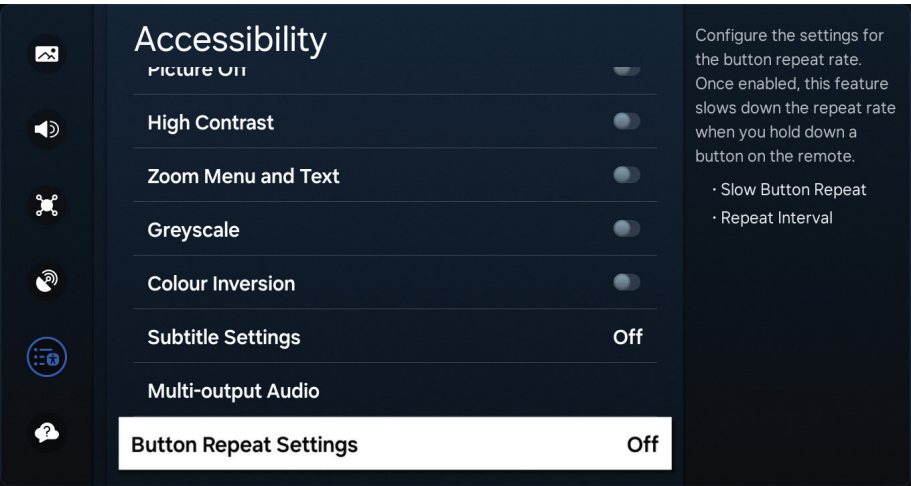 Accessibility
Picture Off
High Contrast
Zoom Menu and Text
Greyscale
Colour Inversion
Subtitle Settings Off
Multi-output Audio
Button Repeat Settings Off
Configure the settings for
the button repeat rate.
Once enabled, this feature
slows down the repeat rate
when you hold down a
button on the remote.
· Slow Button Repeat
· Repeat Interval